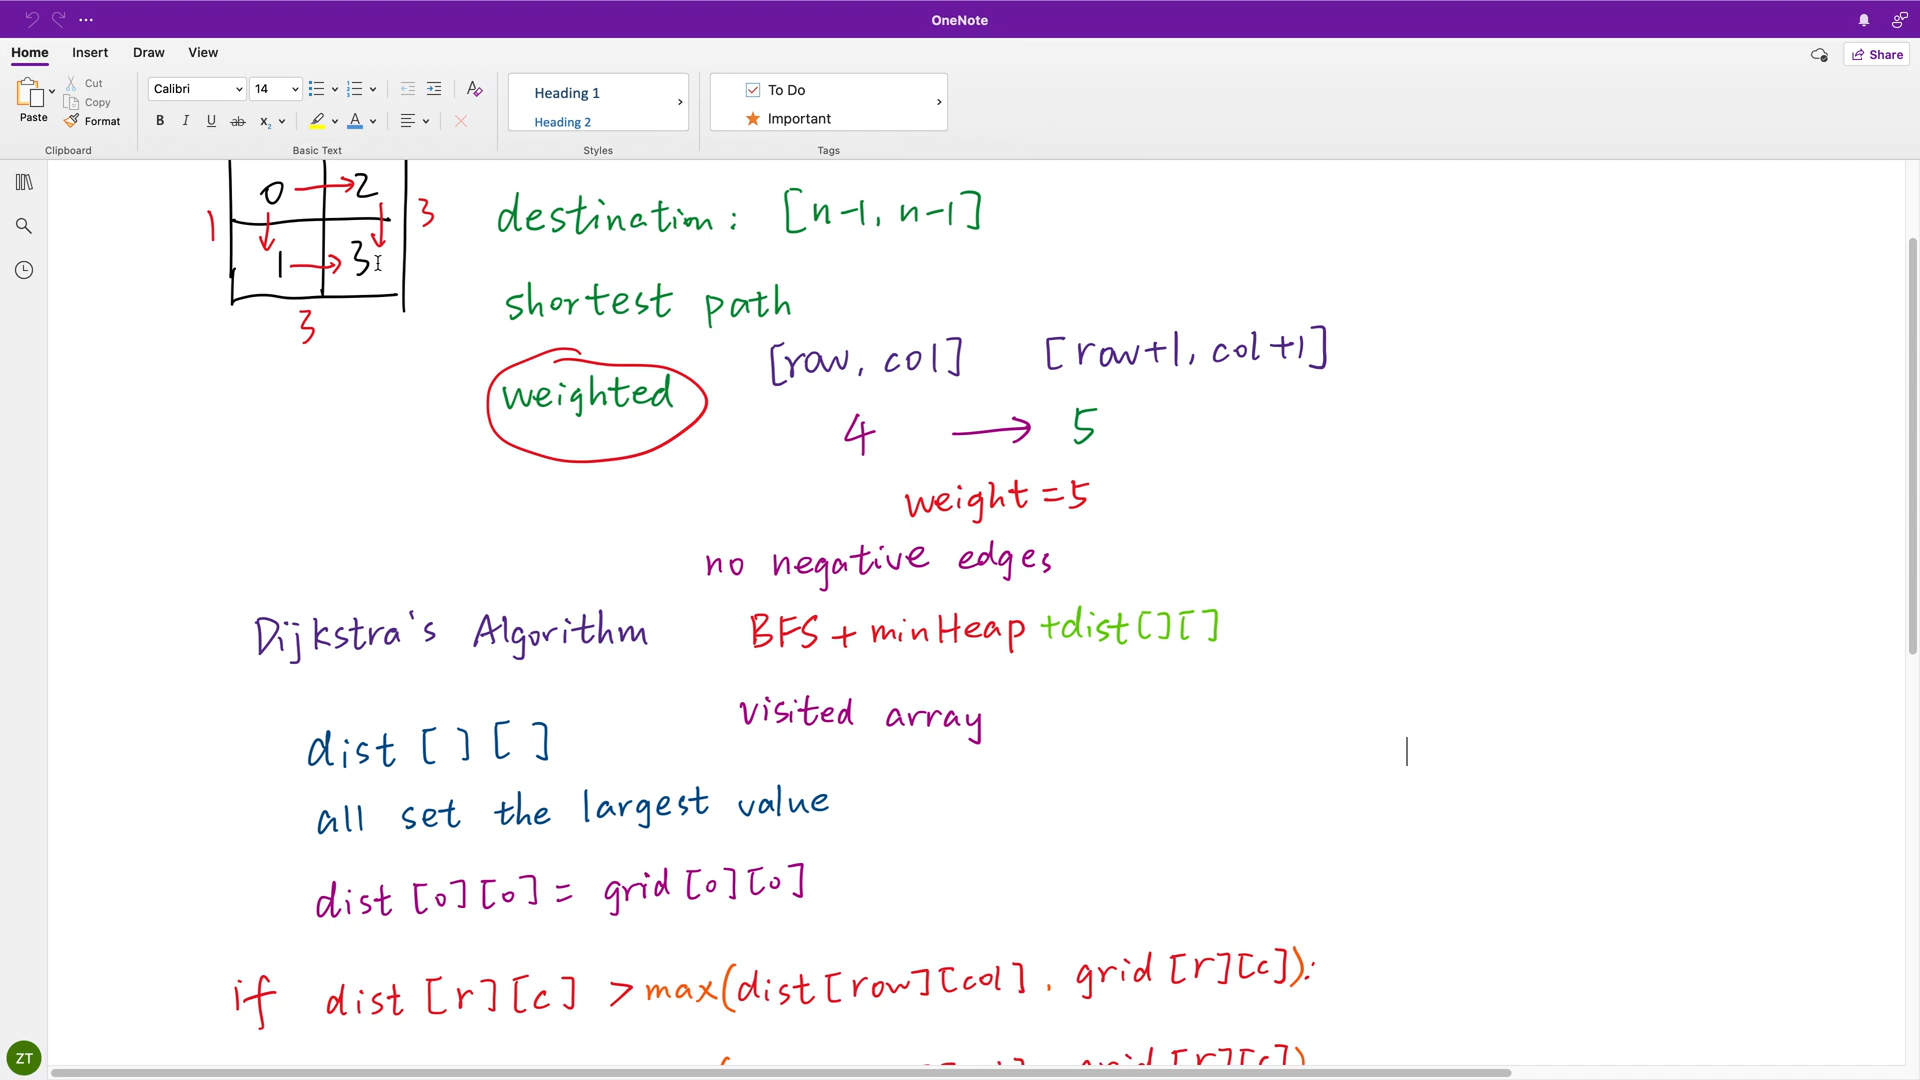 OneNote
Home Insert Draw View
Share
Paste
Cut
Copy
Format
Calibri 14
B I U ab x₂ A
Heading 1
Heading 2
To Do
Important
Clipboard Basic Text Styles Tags
0 2
1 3
1 3
3
destination: [n-1, n-1]
shortest path
[row, col] [row+1, col+1]
weighted
4 → 5
weight = 5
no negative edges
Dijkstra's Algorithm BFS + minHeap + dist[][]
visited array
dist [ ] [ ]
all set the largest value
dist [0][0] = grid [0][0]
if dist [r][c] > max(dist[row][col], grid [r][c]):
grid [r][c])
ZT